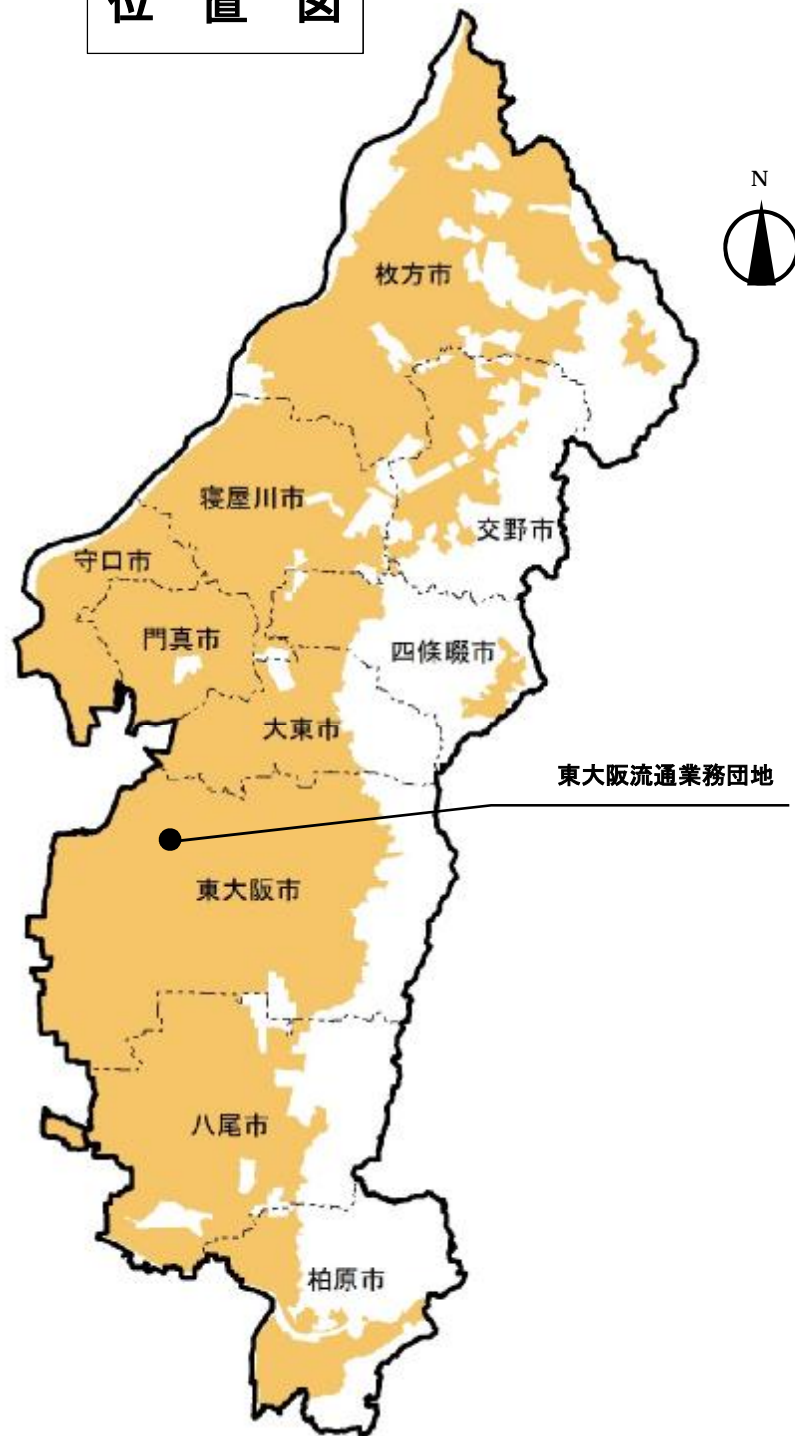 位 置 図
N
枚方市
寝屋川市
交野市
守口市
門真市
四條畷市
大東市
東大阪流通業務団地
東大阪市
八尾市
柏原市